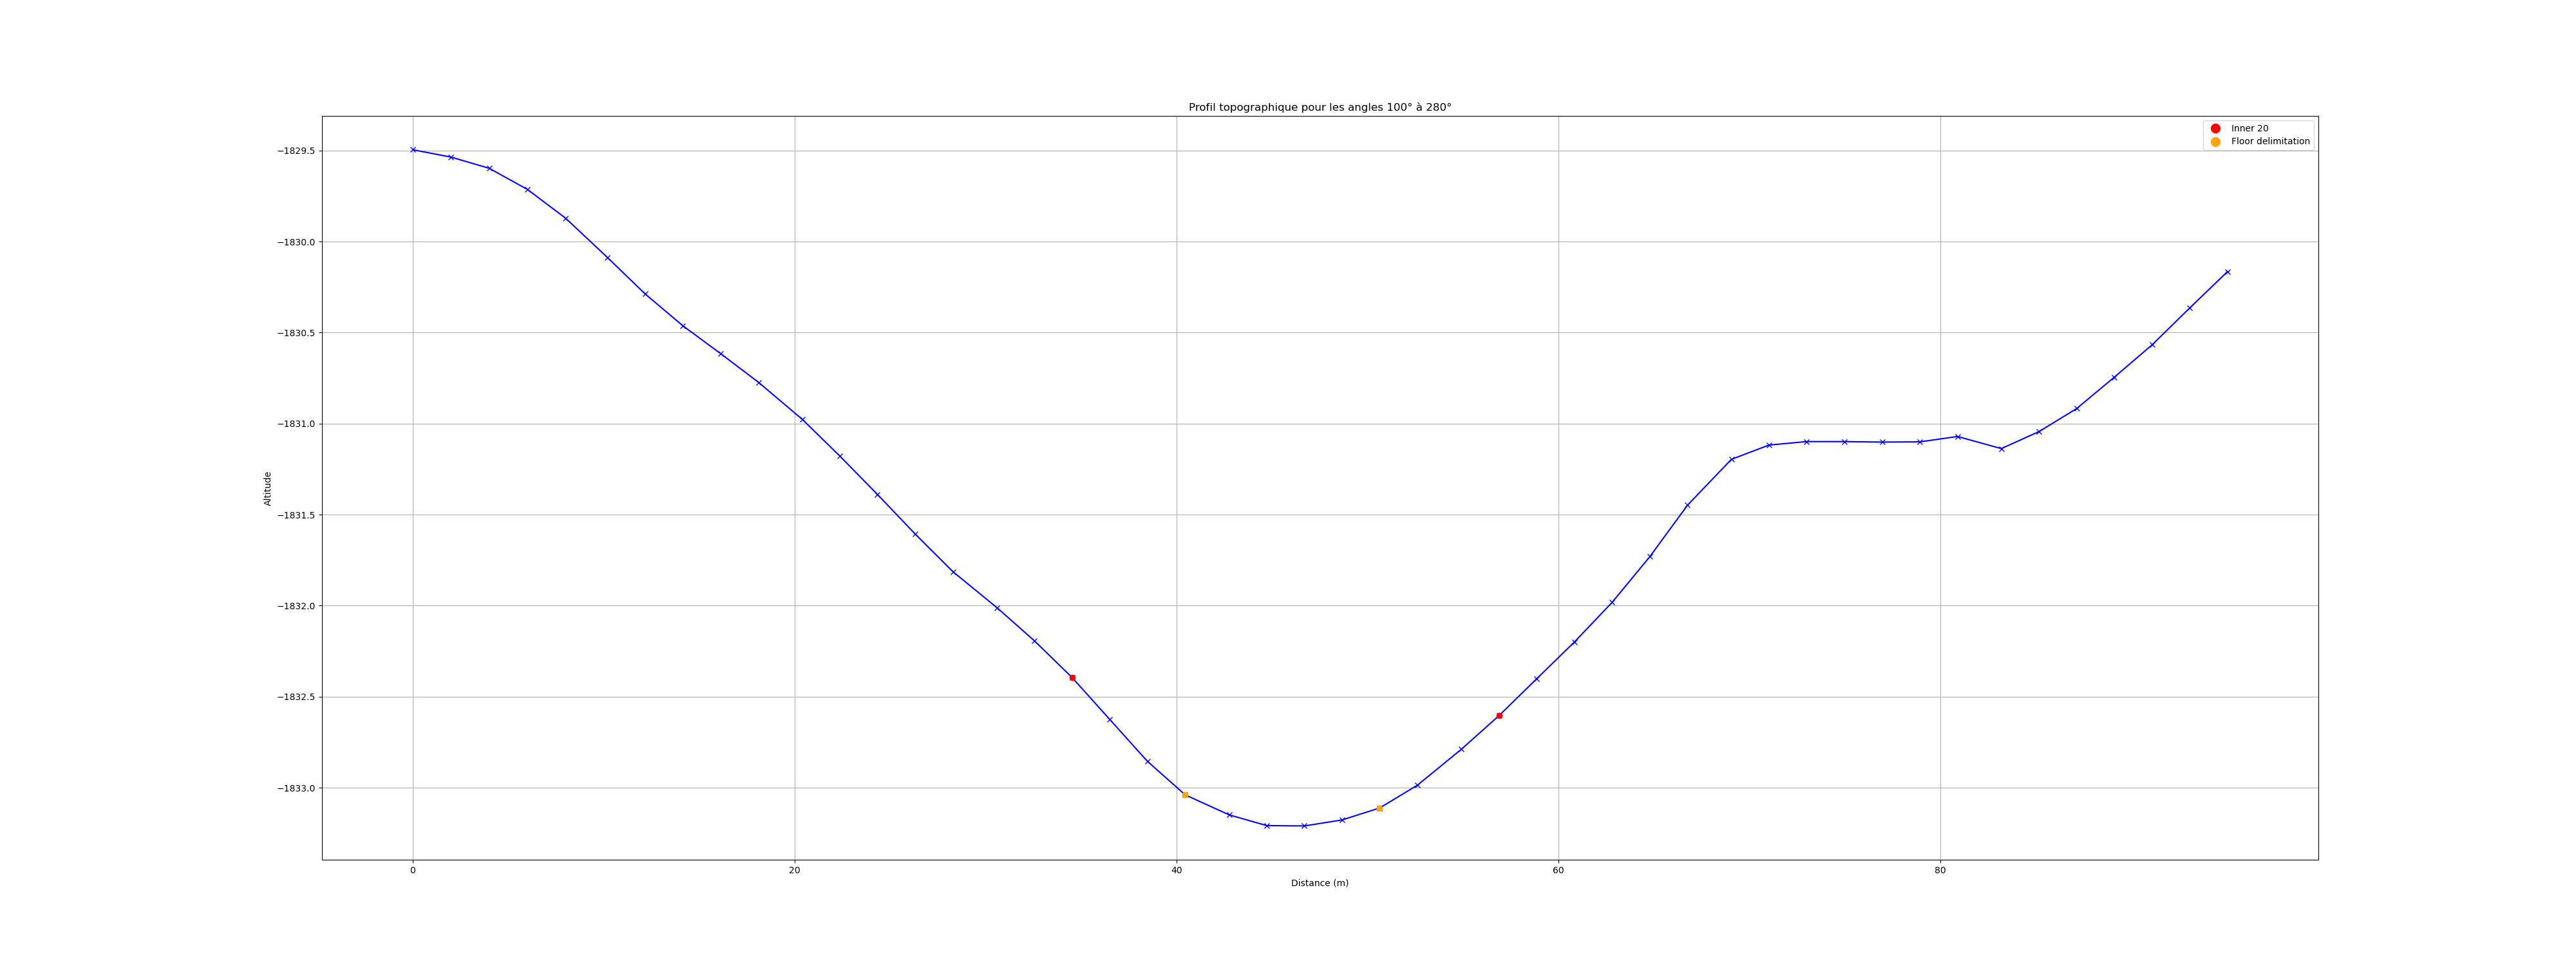 Profil topographique pour les angles 100° à 280°
Inner 20
Floor delimitation
−1829.5
−1830.0
−1830.5
−1831.0
−1831.5
−1832.0
−1832.5
−1833.0
Altitude
0 20 40 60 80
Distance (m)